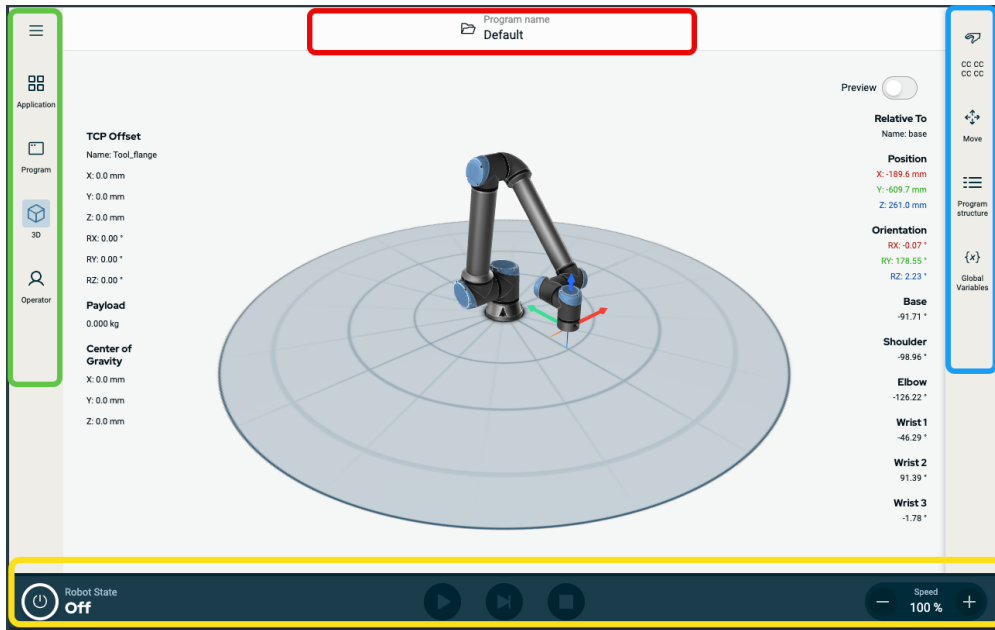 Program name
Default
Application
Program
3D
Operator
TCP Offset
Name: Tool_flange
X: 0.0 mm
Y: 0.0 mm
Z: 0.0 mm
RX: 0.00 °
RY: 0.00 °
RZ: 0.00 °
Payload
0.000 kg
Center of
Gravity
X: 0.0 mm
Y: 0.0 mm
Z: 0.0 mm
Preview
Relative To
Name: base
Position
X: -189.6 mm
Y: -609.7 mm
Z: 261.0 mm
Orientation
RX: -0.07 °
RY: 178.55 °
RZ: 2.23 °
Base
-91.71 °
Shoulder
-98.96 °
Elbow
-126.22 °
Wrist 1
-46.29 °
Wrist 2
91.39 °
Wrist 3
-1.78 °
CC CC
CC CC
Move
Program
structure
{x}
Global
Variables
Robot State
Off
Speed
100 %